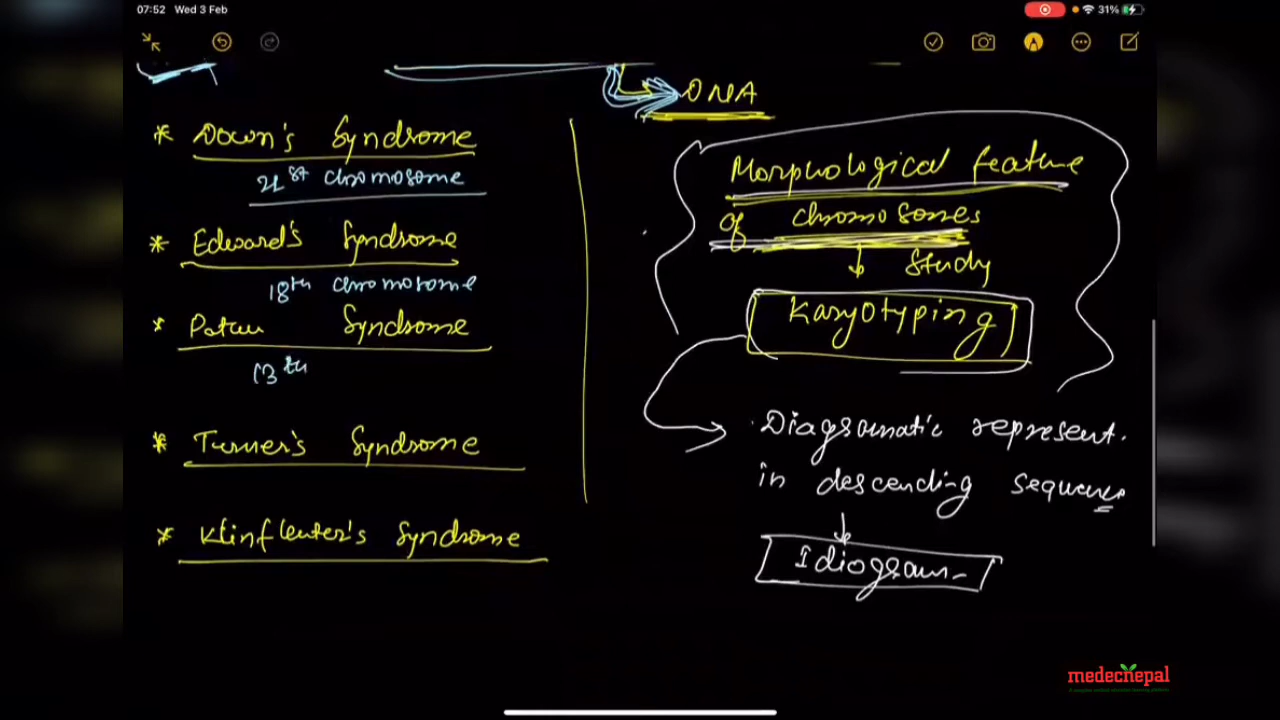 07:52 Wed 3 Feb
31%
DNA
* Down's Syndrome
21st chromosome
* Edward's Syndrome
18th chromosome
* Patau Syndrome
13th
* Turner's Syndrome
* Klinflenter's Syndrome
Morphological feature
of chromosomes
study
Karyotyping
Diagramatic represent.
in descending sequence
Idiogram
medecnepal